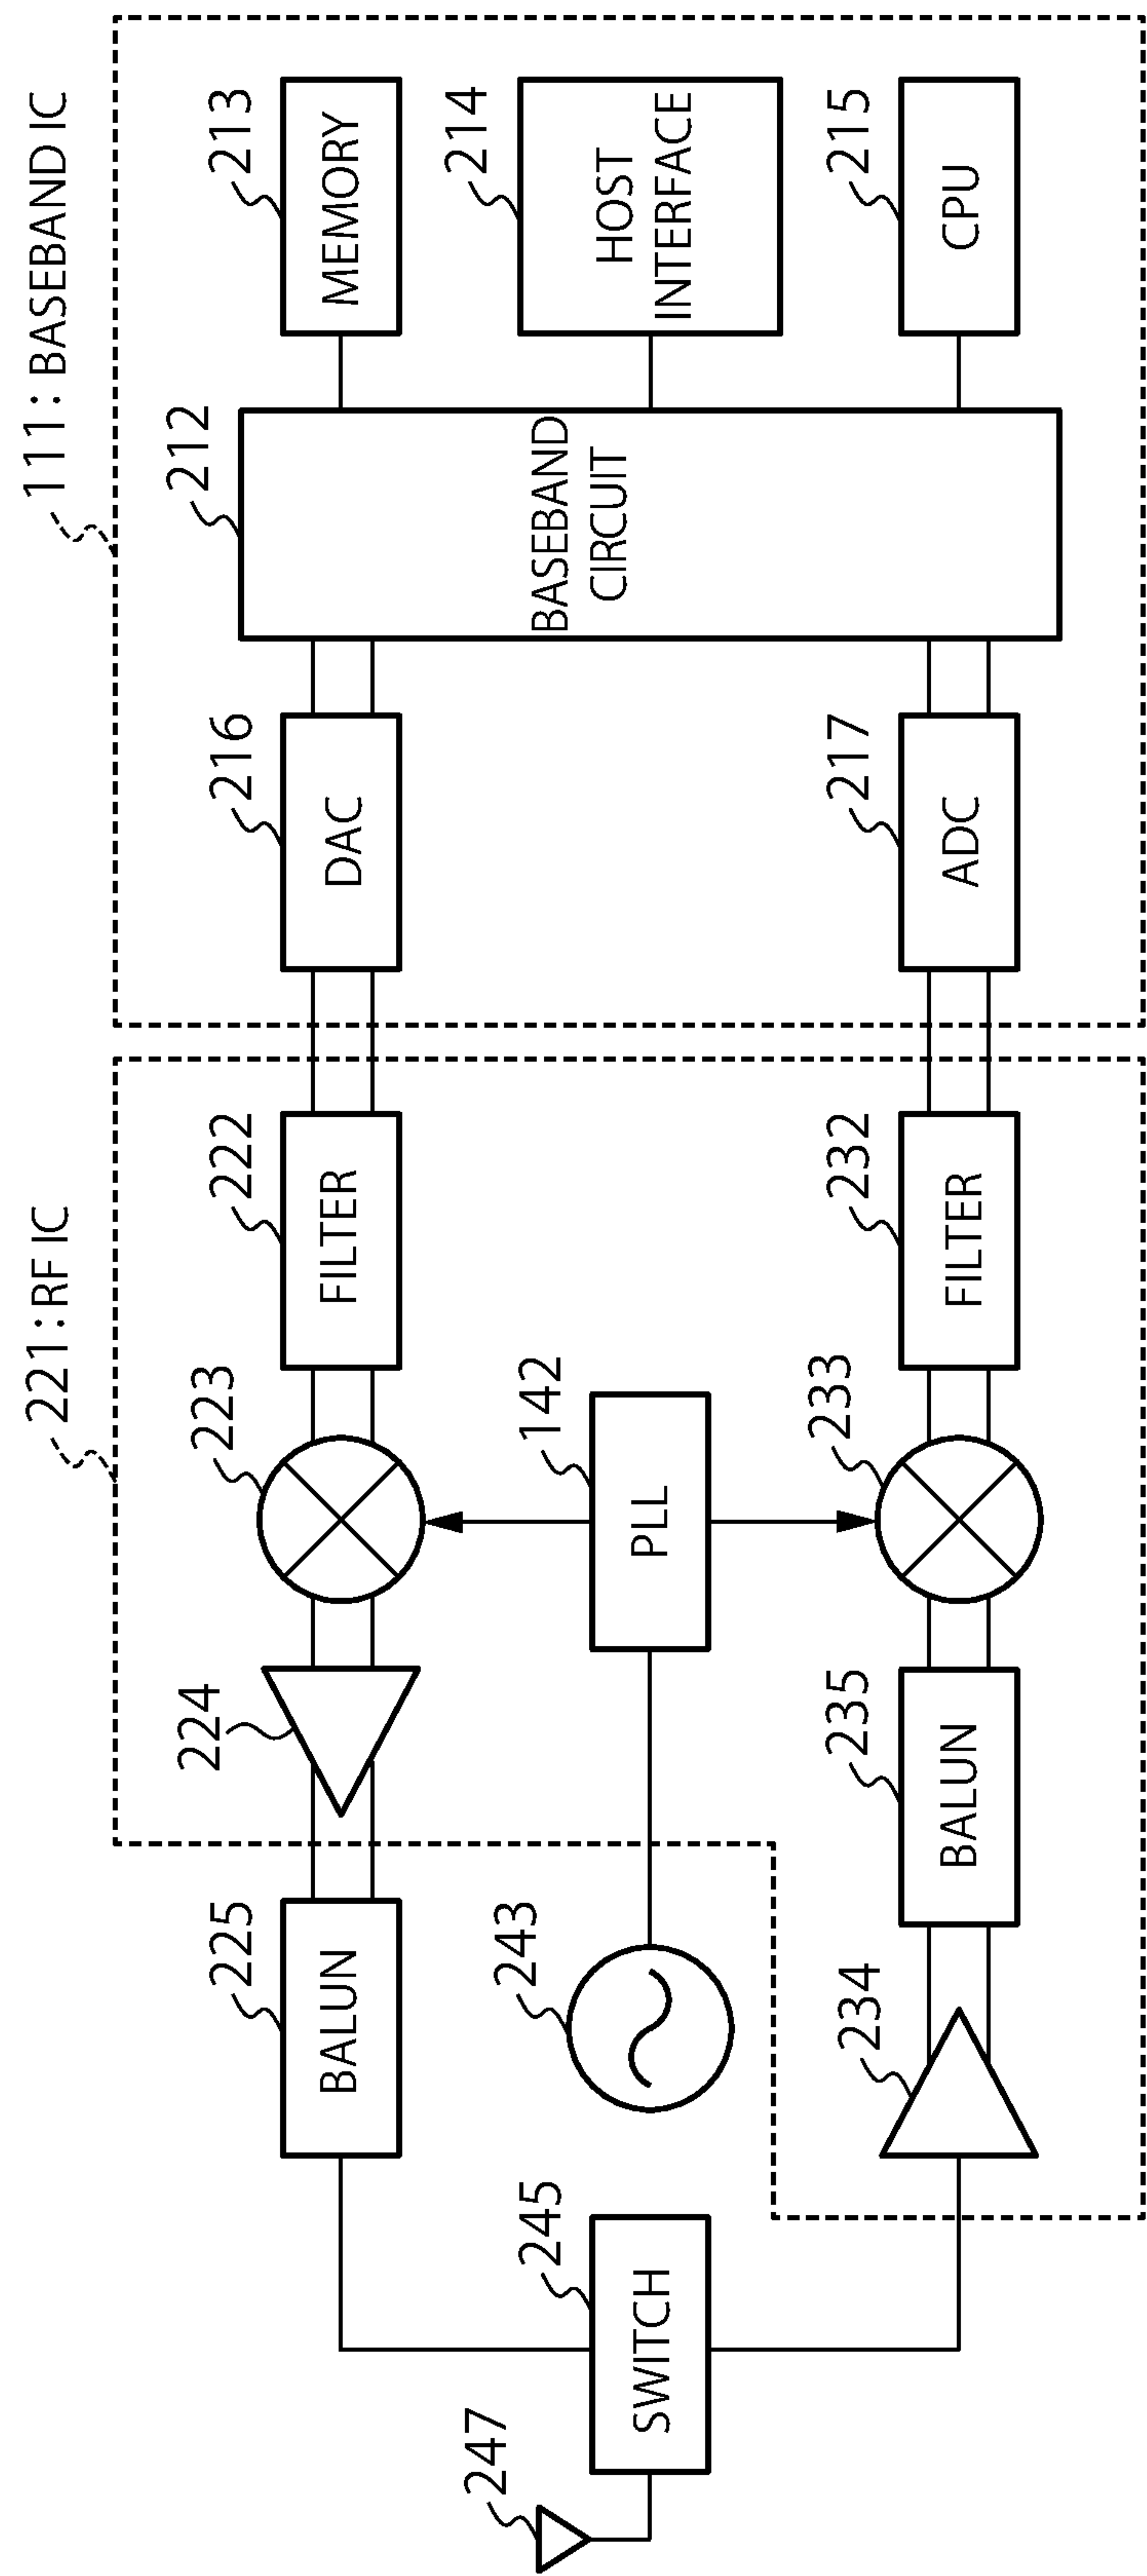 221:RF IC
111: BASEBAND IC
225
BALUN
224
223
222
FILTER
216
DAC
212
BASEBAND
CIRCUIT
213
MEMORY
247
245
SWITCH
243
142
PLL
214
HOST
INTERFACE
234
235
BALUN
233
232
FILTER
217
ADC
215
CPU